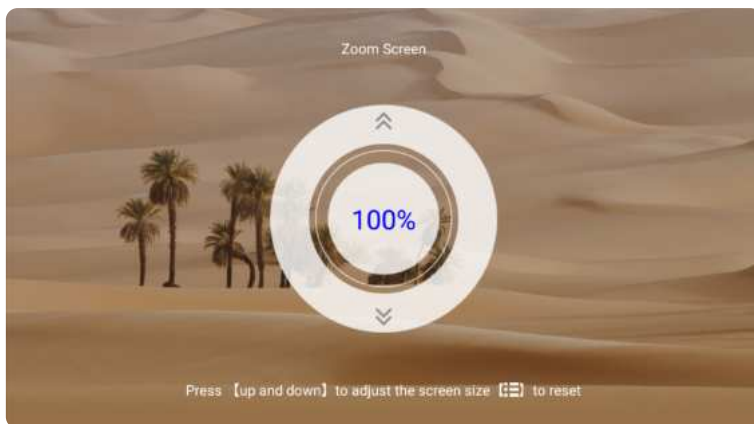 Zoom Screen
100%
Press 【up and down】 to adjust the screen size 【】 to reset